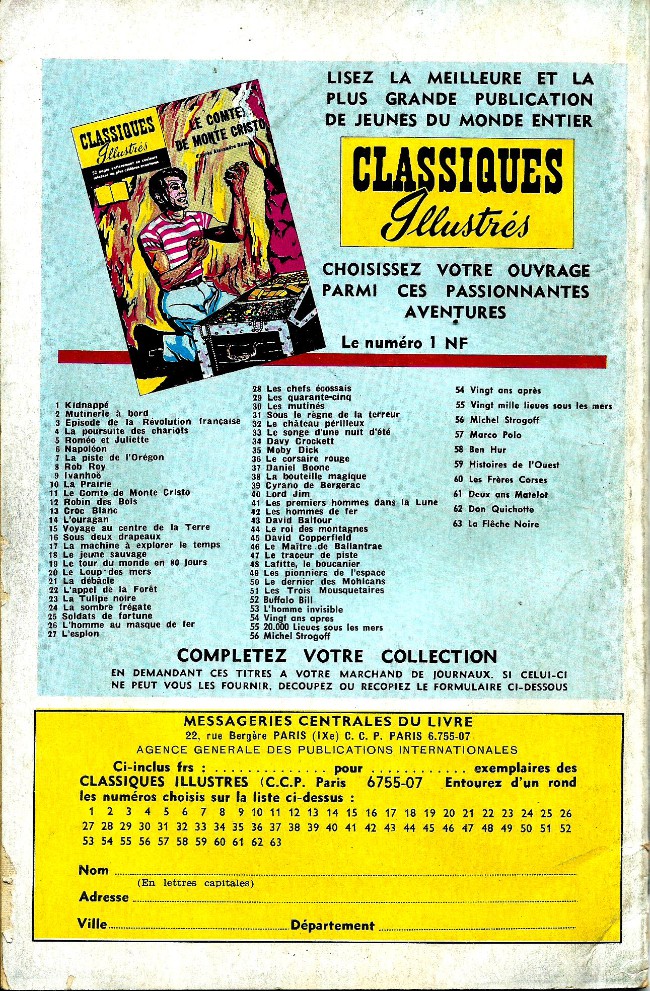 LISEZ LA MEILLEURE ET LA
PLUS GRANDE PUBLICATION
DE JEUNES DU MONDE ENTIER
CLASSIQUES
Illustrés
CLASSIQUES
Illustrés
LE COMTE
DE MONTE CRISTO
CHOISISSEZ VOTRE OUVRAGE
PARMI CES PASSIONNANTES
AVENTURES
Le numéro 1 NF
1 Kidnappé
2 Mutinerie à bord
3 Episode de la Révolution française
4 La poursuite des chariots
5 Roméo et Juliette
6 Napoléon
7 La piste de l'Orégon
8 Rob Roy
9 Ivanhoë
10 La Prairie
11 Le Comte de Monte Cristo
12 Robin des Bois
13 Croc Blanc
14 L'ouragan
15 Voyage au centre de la Terre
16 Sous deux drapeaux
17 La machine à explorer le temps
18 Le jeune sauvage
19 Le tour du monde en 80 jours
20 Le Loup des mers
21 La débâcle
22 L'appel de la Forêt
23 La Tulipe noire
24 La sombre frégate
25 Soldats de fortune
26 L'homme au masque de fer
27 L'espion
28 Les chefs écossais
29 Les quarante-cinq
30 Les mutinés
31 Sous le règne de la terreur
32 Le château périlleux
33 Le songe d'une nuit d'été
34 Davy Crockett
35 Moby Dick
36 Le corsaire rouge
37 Daniel Boone
38 La bouteille magique
39 Cyrano de Bergerac
40 Lord Jim
41 Les premiers hommes dans la Lune
42 Les hommes de fer
43 David Balfour
44 Le roi des montagnes
45 David Copperfield
46 Le Maître de Ballantrae
47 Le traceur de piste
48 Lafitte, le boucanier
49 Les pionniers de l'espace
50 Le dernier des Mohicans
51 Les Trois Mousquetaires
52 Buffalo Bill
53 L'homme invisible
54 Vingt ans apres
55 20.000 Lieues sous les mers
56 Michel Strogoff
54 Vingt ans après
55 Vingt mille lieues sous les mers
56 Michel Strogoff
57 Marco Polo
58 Ben Hur
59 Histoires de l'Ouest
60 Les Frères Corses
61 Deux ans Matelot
62 Don Quichotte
63 La Flèche Noire
COMPLETEZ VOTRE COLLECTION
EN DEMANDANT CES TITRES A VOTRE MARCHAND DE JOURNAUX. SI CELUI-CI
NE PEUT VOUS LES FOURNIR, DECOUPEZ OU RECOPIEZ LE FORMULAIRE CI-DESSOUS
MESSAGERIES CENTRALES DU LIVRE
22, rue Bergère PARIS (IXe) C. C. P. PARIS 6.755-07
AGENCE GENERALE DES PUBLICATIONS INTERNATIONALES
Ci-inclus frs : .............. pour ............ exemplaires des
CLASSIQUES ILLUSTRES (C.C.P. Paris 6755-07 Entourez d'un rond
les numéros choisis sur la liste ci-dessus :
1 2 3 4 5 6 7 8 9 10 11 12 13 14 15 16 17 18 19 20 21 22 23 24 25 26
27 28 29 30 31 32 33 34 35 36 37 38 39 40 41 42 43 44 45 46 47 48 49 50 51 52
53 54 55 56 57 58 59 60 61 62 63
Nom ..............
(En lettres capitales)
Adresse ..............
Ville .............. Département ..............